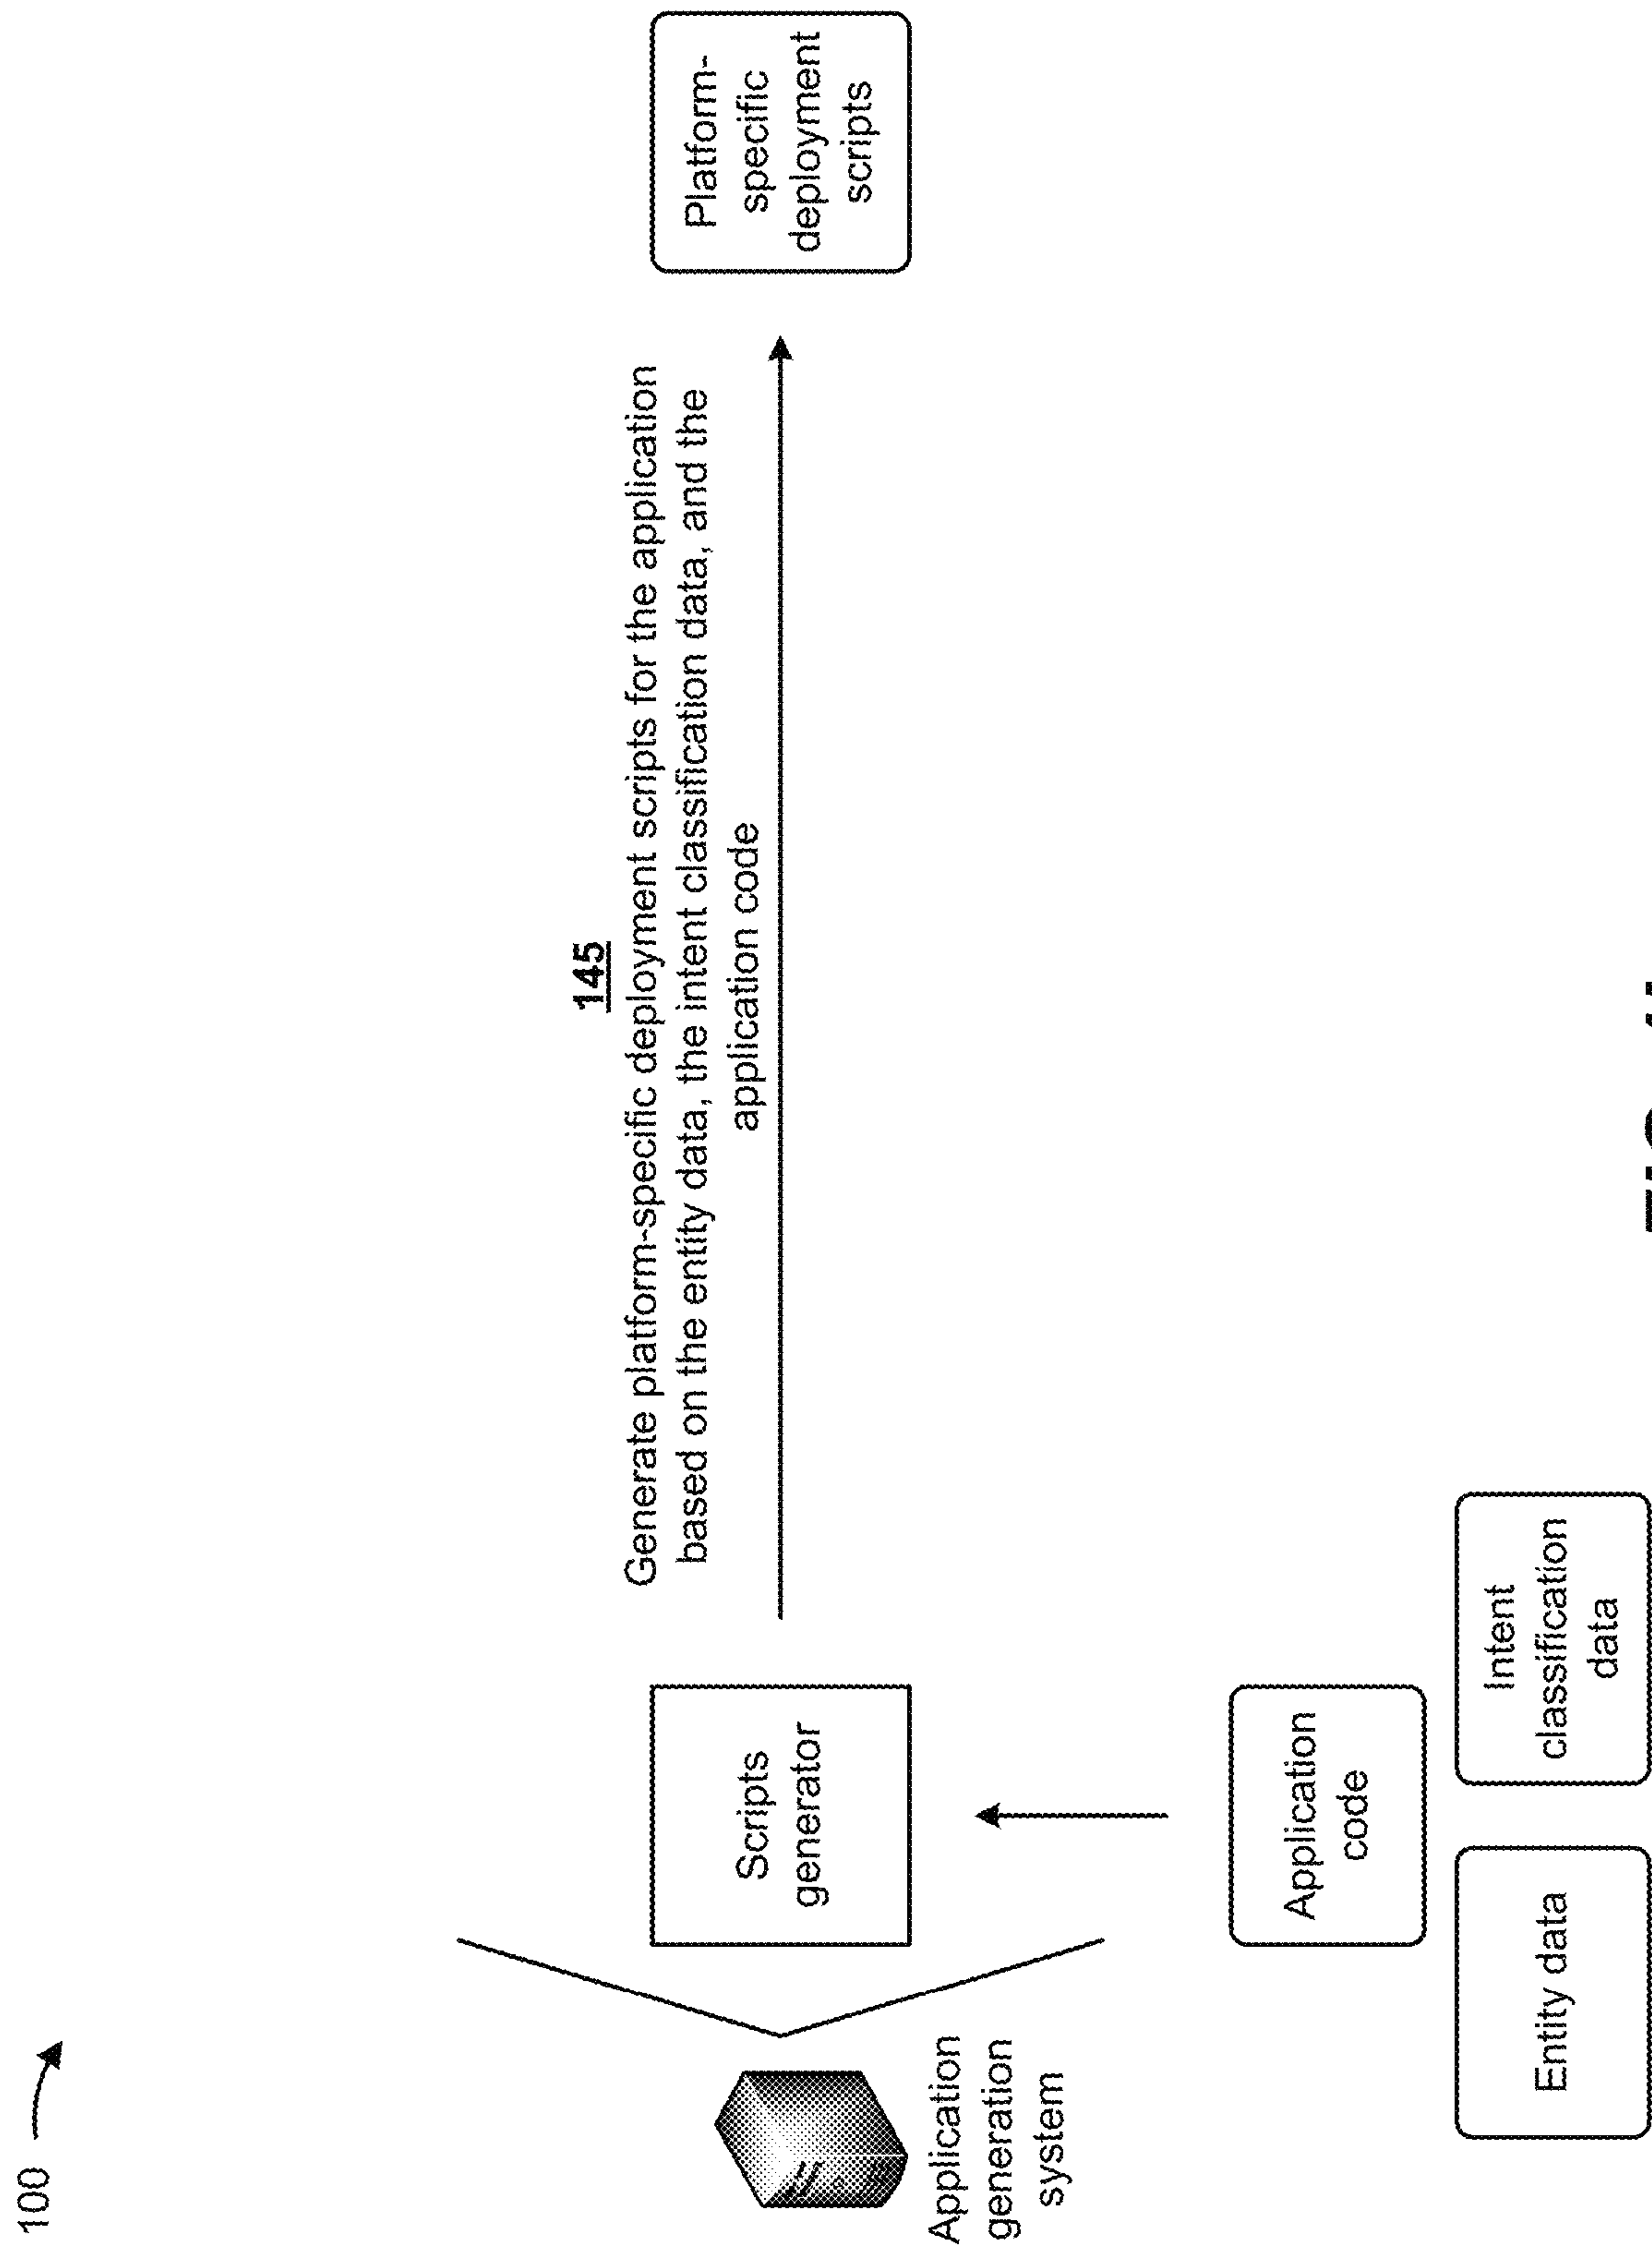 100
145
Generate platform-specific deployment scripts for the application
based on the entity data, the intent classification data, and the
application code
Platform-
specific
deployment
scripts
Scripts
generator
Application
generation
system
Application
code
Intent
classification
data
Entity data